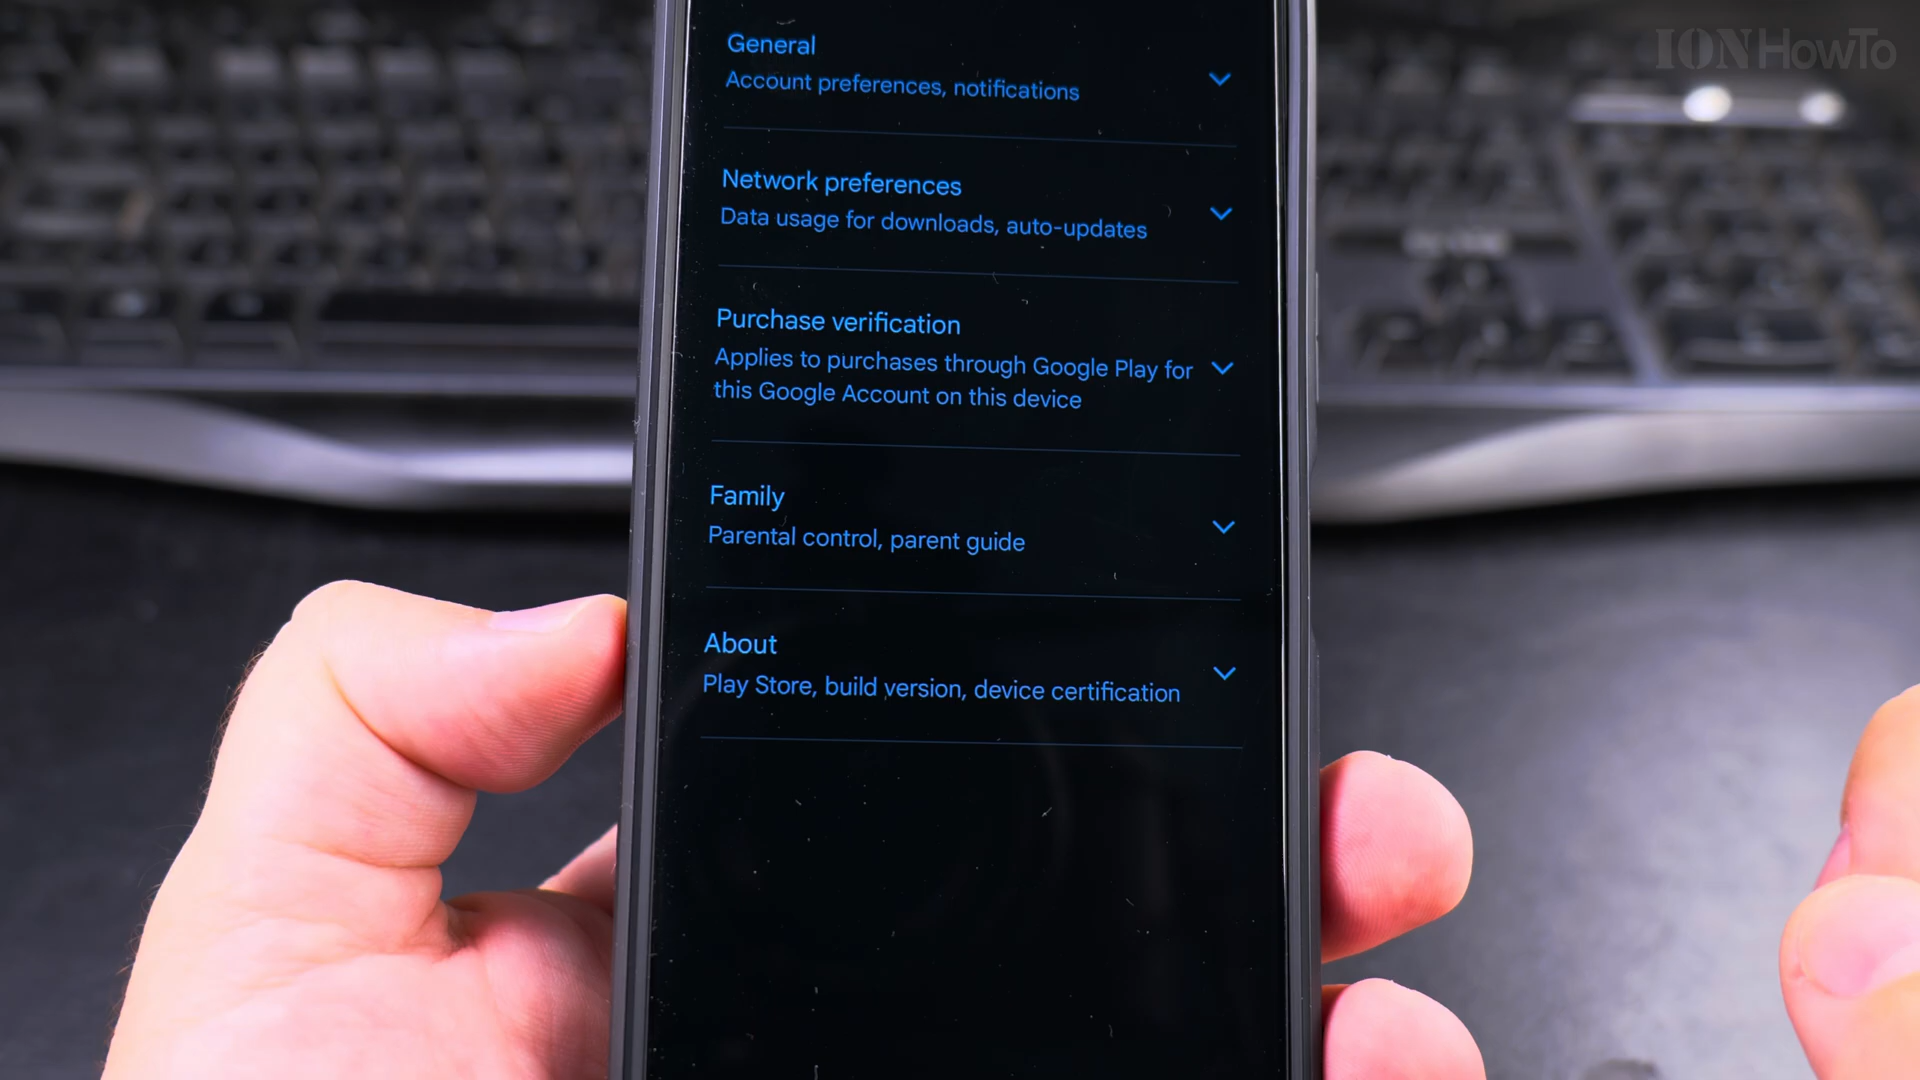 IONHowTo
General
Account preferences, notifications
Network preferences
Data usage for downloads, auto-updates
Purchase verification
Applies to purchases through Google Play for
this Google Account on this device
Family
Parental control, parent guide
About
Play Store, build version, device certification